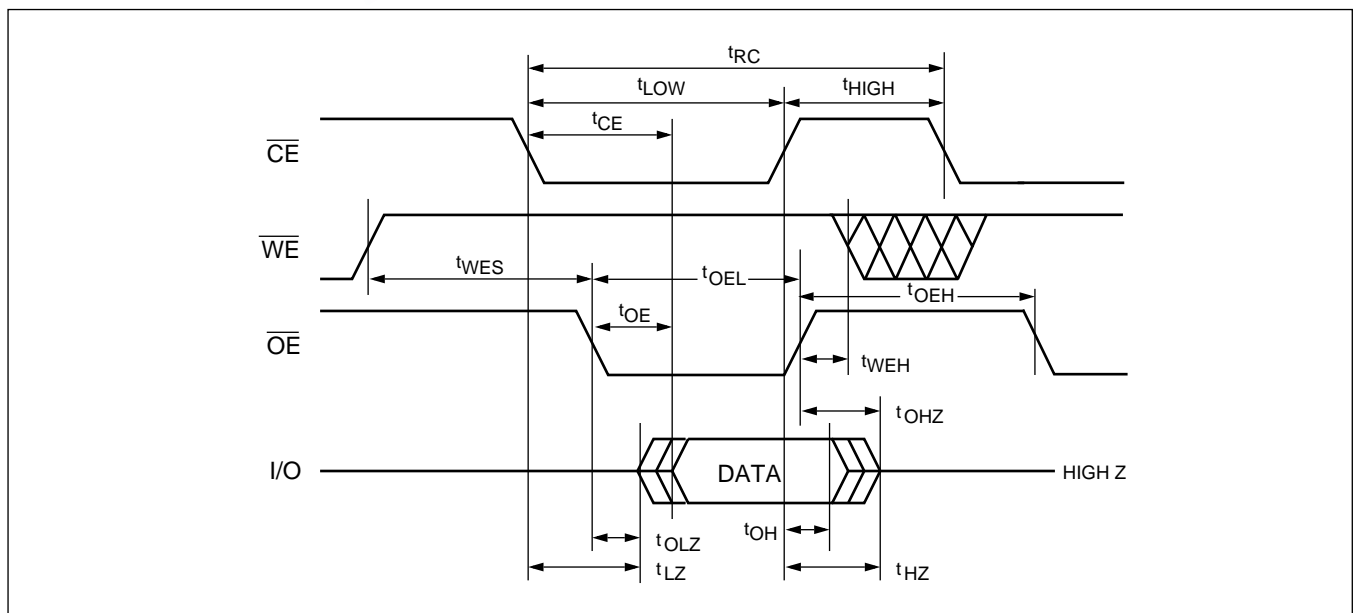 tRC
tLOW
tHIGH
tCE
CE
WE
tWES
tOEL
tOEH
tOE
OE
tWEH
tOHZ
I/O
DATA
HIGH Z
tOH
tOLZ
tLZ
tHZ